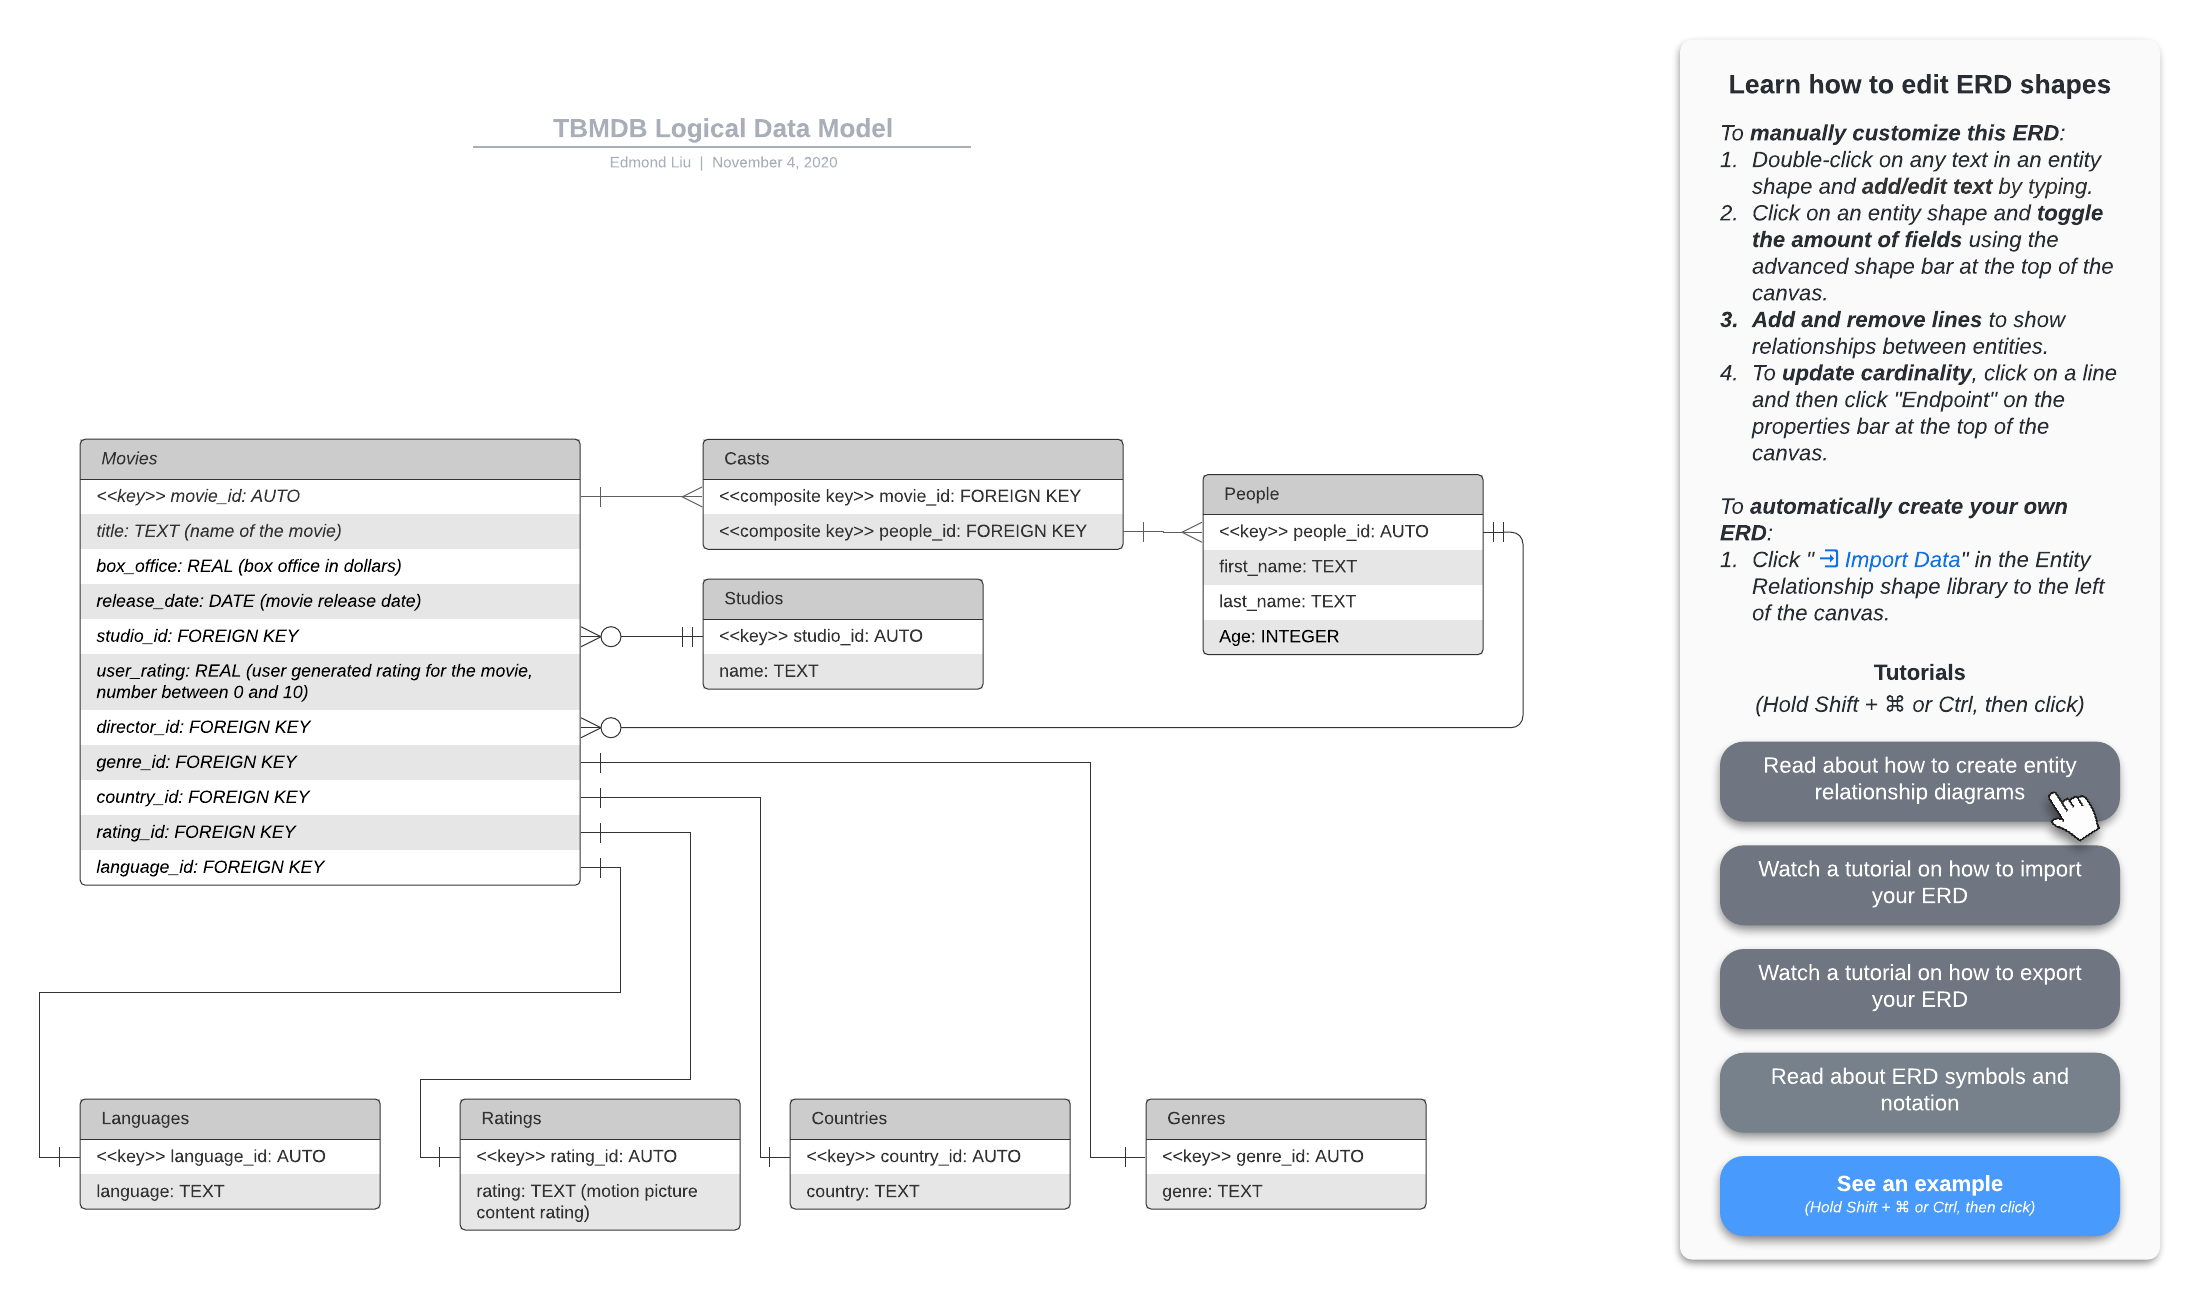 TBMDB Logical Data Model
Edmond Liu | November 4, 2020
Movies
<<key>> movie_id: AUTO
title: TEXT (name of the movie)
box_office: REAL (box office in dollars)
release_date: DATE (movie release date)
studio_id: FOREIGN KEY
user_rating: REAL (user generated rating for the movie,
number between 0 and 10)
director_id: FOREIGN KEY
genre_id: FOREIGN KEY
country_id: FOREIGN KEY
rating_id: FOREIGN KEY
language_id: FOREIGN KEY
Casts
<<composite key>> movie_id: FOREIGN KEY
<<composite key>> people_id: FOREIGN KEY
Studios
<<key>> studio_id: AUTO
name: TEXT
People
<<key>> people_id: AUTO
first_name: TEXT
last_name: TEXT
Age: INTEGER
Languages
<<key>> language_id: AUTO
language: TEXT
Ratings
<<key>> rating_id: AUTO
rating: TEXT (motion picture
content rating)
Countries
<<key>> country_id: AUTO
country: TEXT
Genres
<<key>> genre_id: AUTO
genre: TEXT
Learn how to edit ERD shapes
To manually customize this ERD:
1. Double-click on any text in an entity
shape and add/edit text by typing.
2. Click on an entity shape and toggle
the amount of fields using the
advanced shape bar at the top of the
canvas.
3. Add and remove lines to show
relationships between entities.
4. To update cardinality, click on a line
and then click "Endpoint" on the
properties bar at the top of the
canvas.
To automatically create your own
ERD:
1. Click " Import Data" in the Entity
Relationship shape library to the left
of the canvas.
Tutorials
(Hold Shift + ⌘ or Ctrl, then click)
Read about how to create entity
relationship diagrams
Watch a tutorial on how to import
your ERD
Watch a tutorial on how to export
your ERD
Read about ERD symbols and
notation
See an example
(Hold Shift + ⌘ or Ctrl, then click)